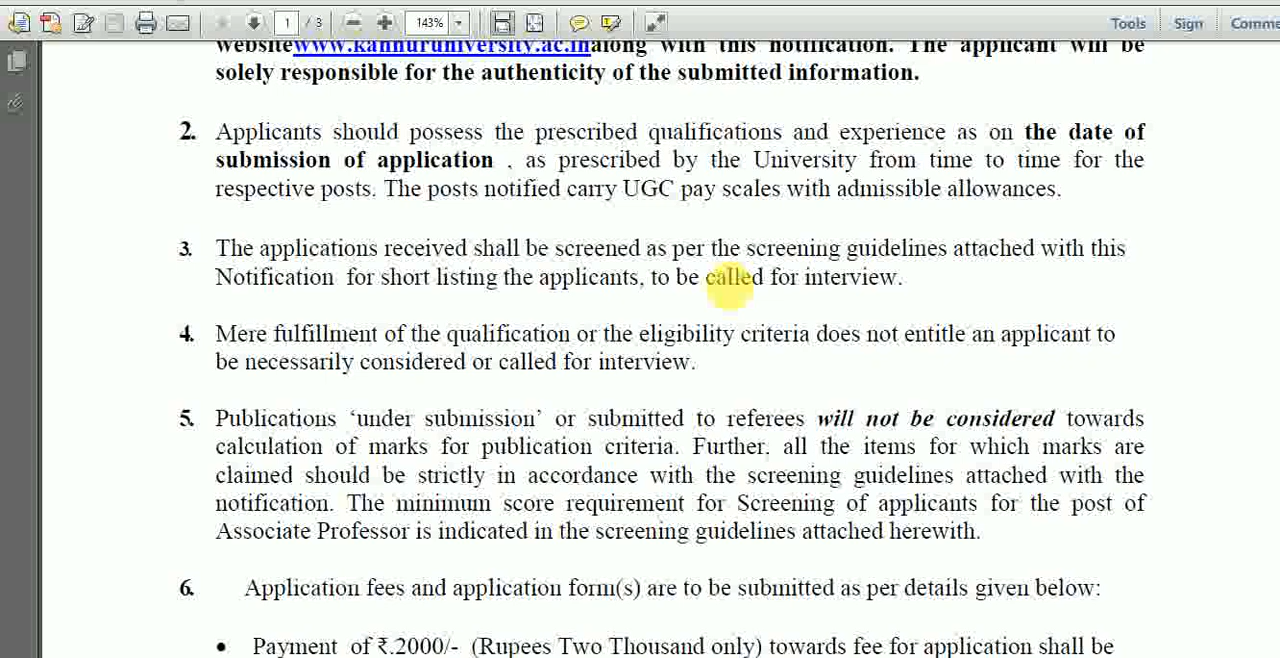 1 / 3 143% Tools Sign Comme
websitewww.kannuruniversity.ac.inalong with this notification. The applicant will be
solely responsible for the authenticity of the submitted information.
2. Applicants should possess the prescribed qualifications and experience as on the date of
submission of application , as prescribed by the University from time to time for the
respective posts. The posts notified carry UGC pay scales with admissible allowances.
3. The applications received shall be screened as per the screening guidelines attached with this
Notification for short listing the applicants, to be called for interview.
4. Mere fulfillment of the qualification or the eligibility criteria does not entitle an applicant to
be necessarily considered or called for interview.
5. Publications ‘under submission’ or submitted to referees will not be considered towards
calculation of marks for publication criteria. Further, all the items for which marks are
claimed should be strictly in accordance with the screening guidelines attached with the
notification. The minimum score requirement for Screening of applicants for the post of
Associate Professor is indicated in the screening guidelines attached herewith.
6. Application fees and application form(s) are to be submitted as per details given below:
• Payment of ₹.2000/- (Rupees Two Thousand only) towards fee for application shall be